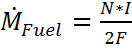 Ṁ_Fuel = N*I / 2F